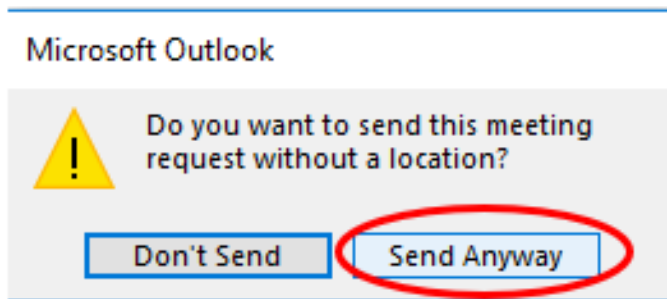 Microsoft Outlook
Do you want to send this meeting
request without a location?
Don't Send
Send Anyway